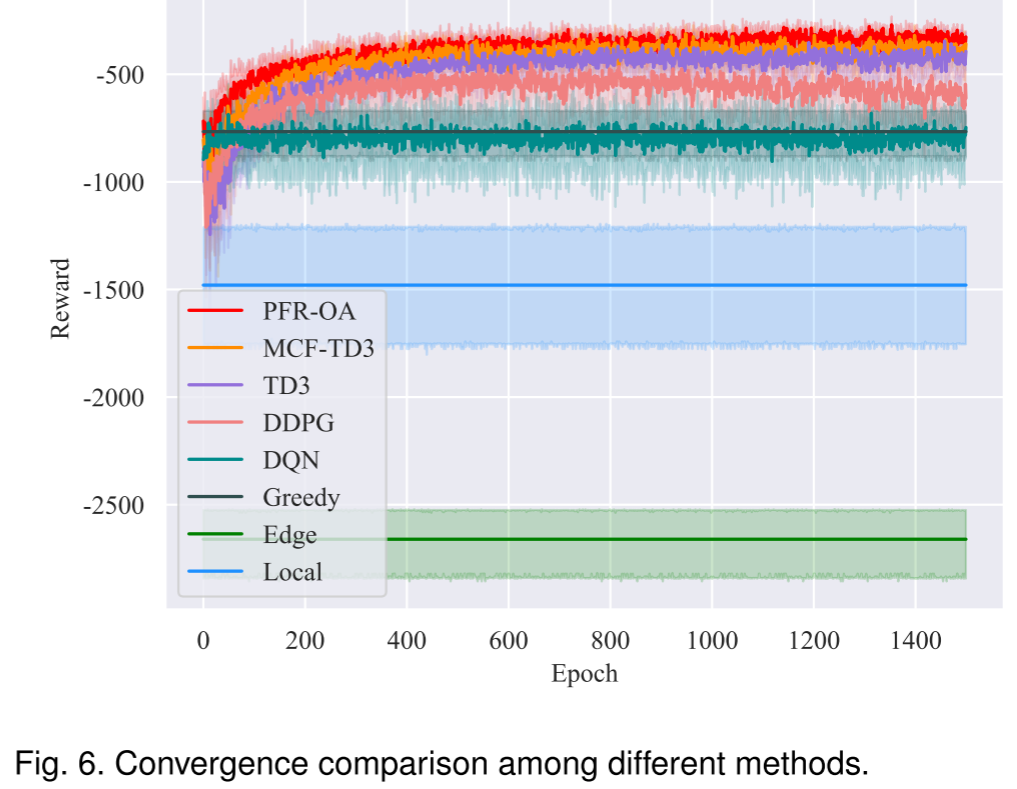 -500
-1000
-1500
-2000
-2500
Reward
PFR-OA
MCF-TD3
TD3
DDPG
DQN
Greedy
Edge
Local
0 200 400 600 800 1000 1200 1400
Epoch
Fig. 6. Convergence comparison among different methods.